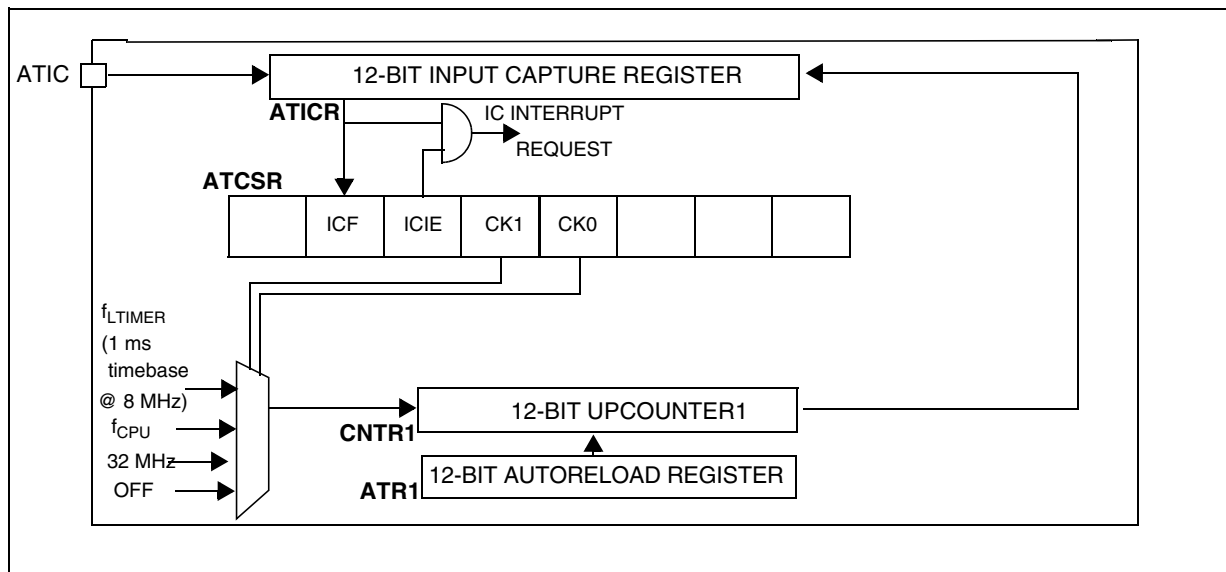 ATIC
12-BIT INPUT CAPTURE REGISTER
ATICR
IC INTERRUPT
REQUEST
ATCSR
ICF
ICIE
CK1
CK0
fLTIMER
(1 ms
timebase
@ 8 MHz)
fCPU
32 MHz
OFF
12-BIT UPCOUNTER1
CNTR1
12-BIT AUTORELOAD REGISTER
ATR1